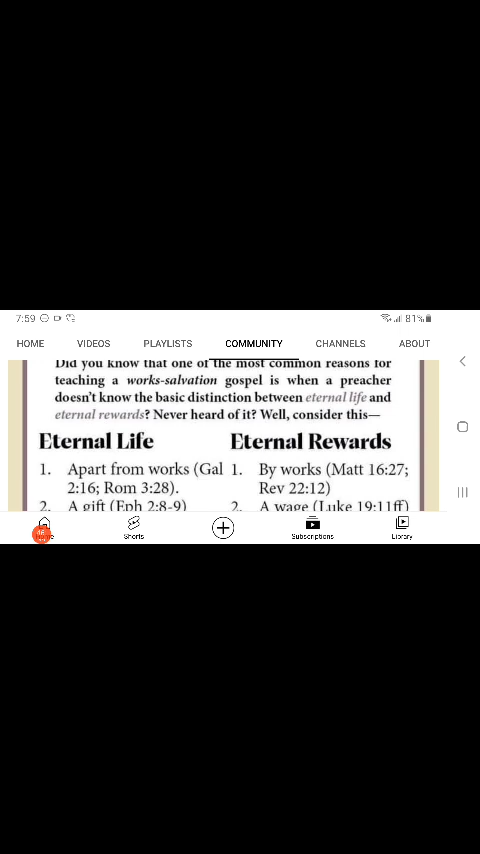 7:59 81%
HOME VIDEOS PLAYLISTS COMMUNITY CHANNELS ABOUT
Did you know that one of the most common reasons for
teaching a works-salvation gospel is when a preacher
doesn't know the basic distinction between eternal life and
eternal rewards? Never heard of it? Well, consider this—
Eternal Life
1. Apart from works (Gal
2:16; Rom 3:28).
2. A gift (Eph 2:8-9)
Eternal Rewards
1. By works (Matt 16:27;
Rev 22:12)
2. A wage (Luke 19:11ff)
Home Shorts Subscriptions Library